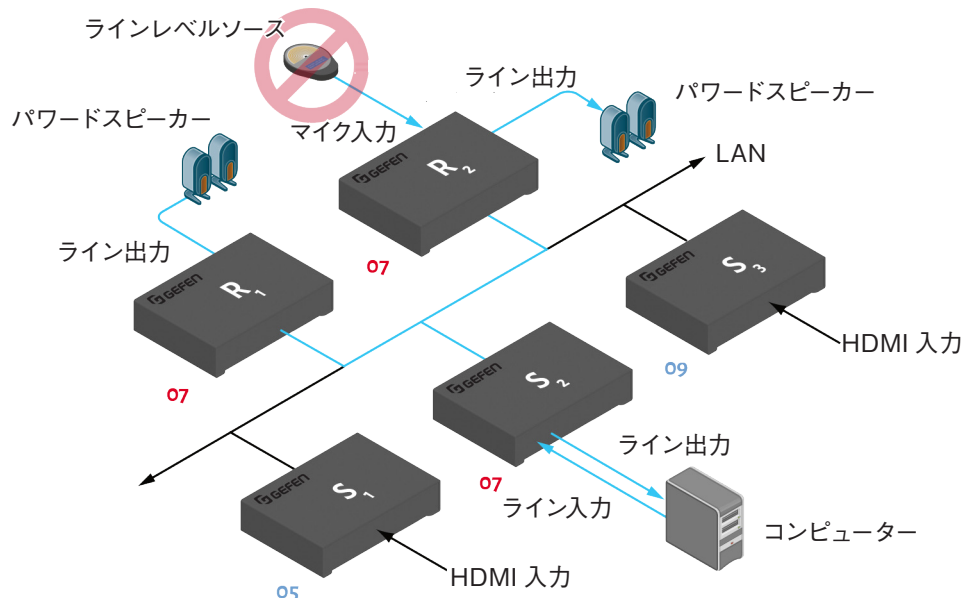 ラインレベルソース
ライン出力
パワードスピーカー
パワードスピーカー
マイク入力
GEFEN
R2
LAN
07
ライン出力
GEFEN
R1
GEFEN
S3
HDMI 入力
09
07
GEFEN
S2
ライン出力
07
ライン入力
コンピューター
GEFEN
S1
HDMI 入力
05